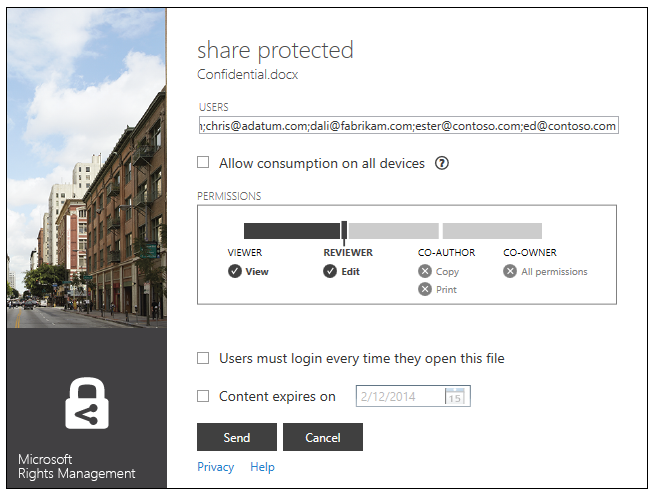 share protected
Confidential.docx
USERS
;chris@adatum.com;dali@fabrikam.com;ester@contoso.com;ed@contoso.com
Allow consumption on all devices ?
PERMISSIONS
VIEWER REVIEWER CO-AUTHOR CO-OWNER
View Edit Copy All permissions
Print
Users must login every time they open this file
Content expires on 2/12/2014 15
Send Cancel
Privacy Help
Microsoft
Rights Management